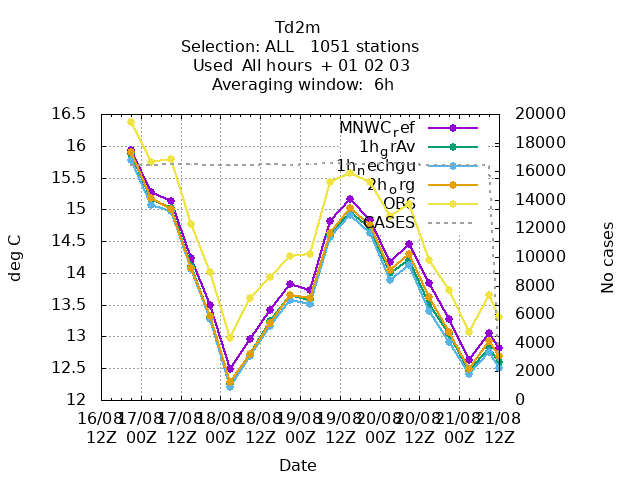 Td2m
Selection: ALL   1051 stations
Used  All hours  + 01 02 03
Averaging window:  6h
16.5
16
15.5
15
14.5
14
13.5
13
12.5
12
20000
18000
16000
14000
12000
10000
8000
6000
4000
2000
0
MNWC_ref
1h_grAv
1h_nechgu
2h_org
OBS
CASES
deg C
No cases
16/08 17/08 17/08 18/08 18/08 19/08 19/08 20/08 20/08 21/08 21/08
12Z 00Z 12Z 00Z 12Z 00Z 12Z 00Z 12Z 00Z 12Z
Date